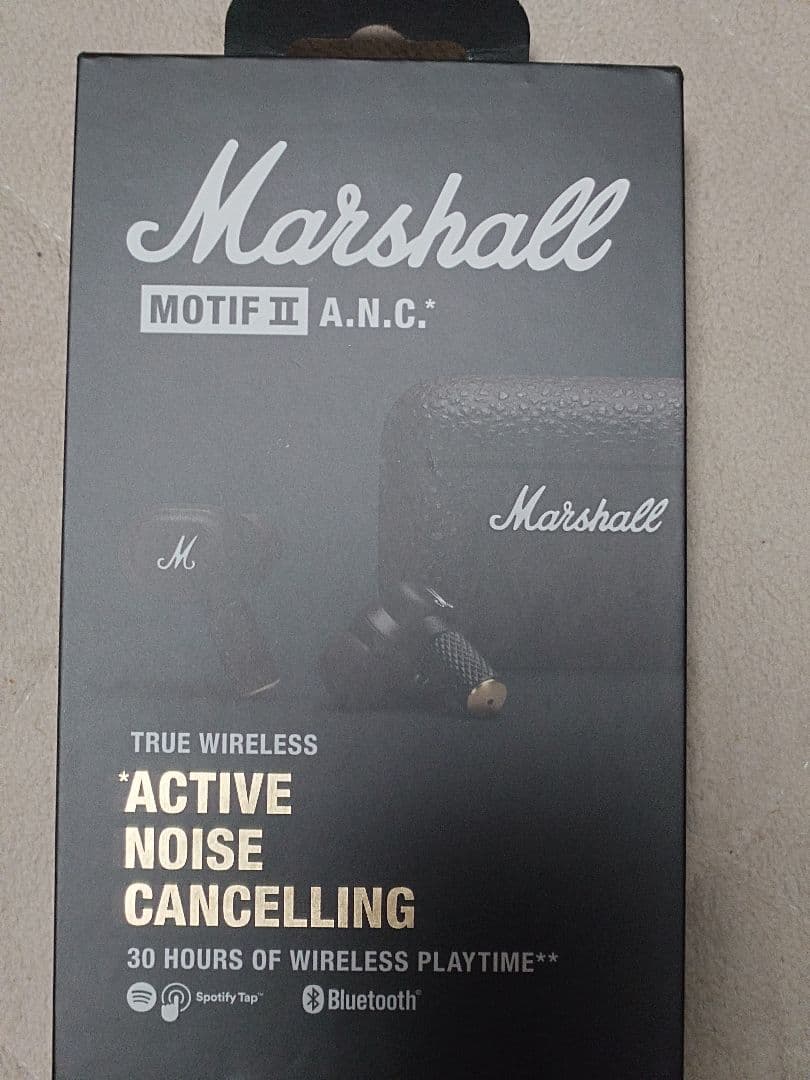 Marshall
MOTIF II A.N.C.*
Marshall
M
TRUE WIRELESS
*ACTIVE
NOISE
CANCELLING
30 HOURS OF WIRELESS PLAYTIME**
Spotify Tap™ Bluetooth®